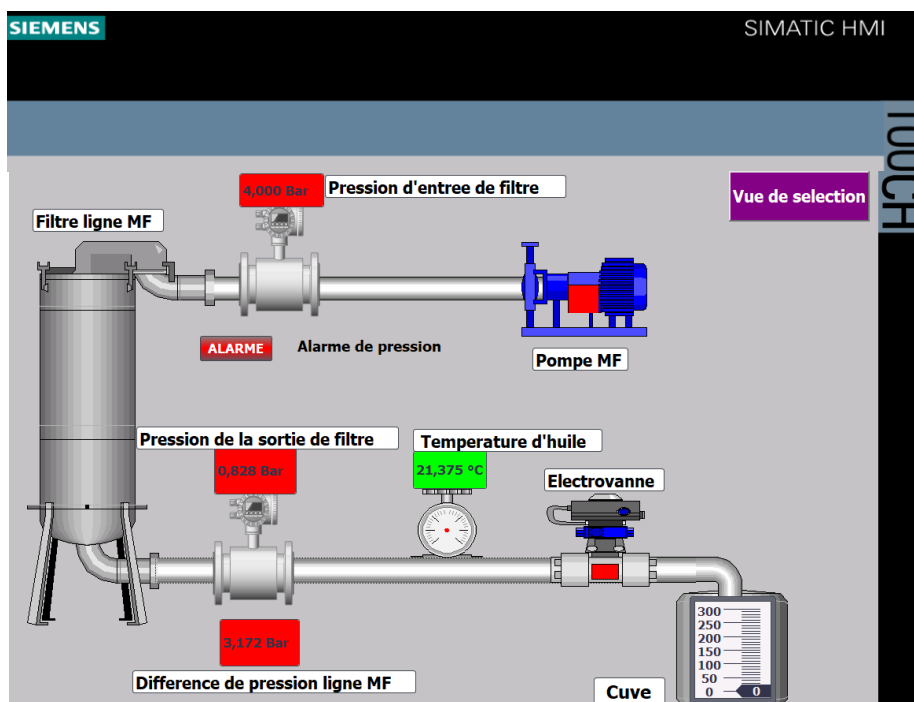 SIEMENS
SIMATIC HMI
TOUCH
4,000 Bar
Pression d'entree de filtre
Vue de selection
Filtre ligne MF
ALARME
Alarme de pression
Pompe MF
Pression de la sortie de filtre
Temperature d'huile
0,828 Bar
21,375 °C
Electrovanne
300
250
200
150
100
50
0
0
3,172 Bar
Difference de pression ligne MF
Cuve